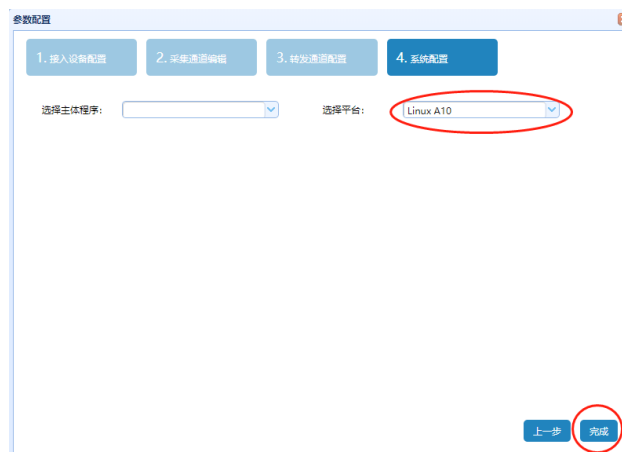 参数配置
1. 接入设备配置
2. 采集通道编辑
3. 转发通道配置
4. 系统配置
选择主体程序:
选择平台:
Linux A10
上一步
完成